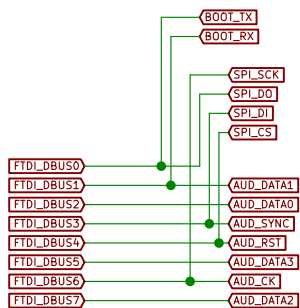 BOOT_TX
BOOT_RX
SPI_SCK
SPI_DO
SPI_DI
SPI_CS
FTDI_DBUS0
FTDI_DBUS1 AUD_DATA1
FTDI_DBUS2 AUD_DATA0
FTDI_DBUS3 AUD_SYNC
FTDI_DBUS4 AUD_RST
FTDI_DBUS5 AUD_DATA3
FTDI_DBUS6 AUD_CK
FTDI_DBUS7 AUD_DATA2